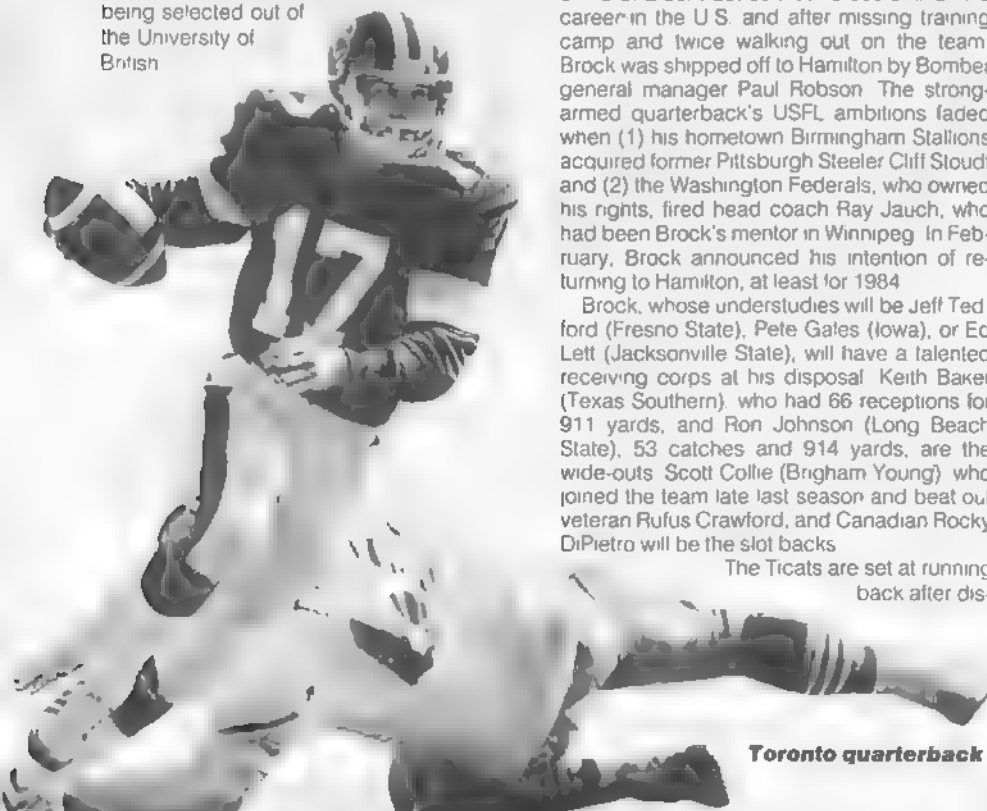 being selected out of
the University of
British
career in the U.S. and after missing training
camp and twice walking out on the team
Brock was shipped off to Hamilton by Bomber
general manager Paul Robson The strong-
armed quarterback's USFL ambitions faded
when (1) his hometown Birmingham Stallions
acquired former Pittsburgh Steeler Cliff Stoudt
and (2) the Washington Federals, who owned
his rights, fired head coach Ray Jauch, who
had been Brock's mentor in Winnipeg In Feb-
ruary, Brock announced his intention of re-
turning to Hamilton, at least for 1984
Brock, whose understudies will be Jeff Ted
ford (Fresno State), Pete Gales (Iowa), or Ed
Lett (Jacksonville State), will have a talented
receiving corps at his disposal Keith Baker
(Texas Southern), who had 66 receptions for
911 yards, and Ron Johnson (Long Beach
State), 53 catches and 914 yards, are the
wide-outs Scott Collie (Brigham Young) who
joined the team late last season and beat out
veteran Rufus Crawford, and Canadian Rocky
DiPietro will be the slot backs
The Ticats are set at running
back after dis-
17
Toronto quarterback